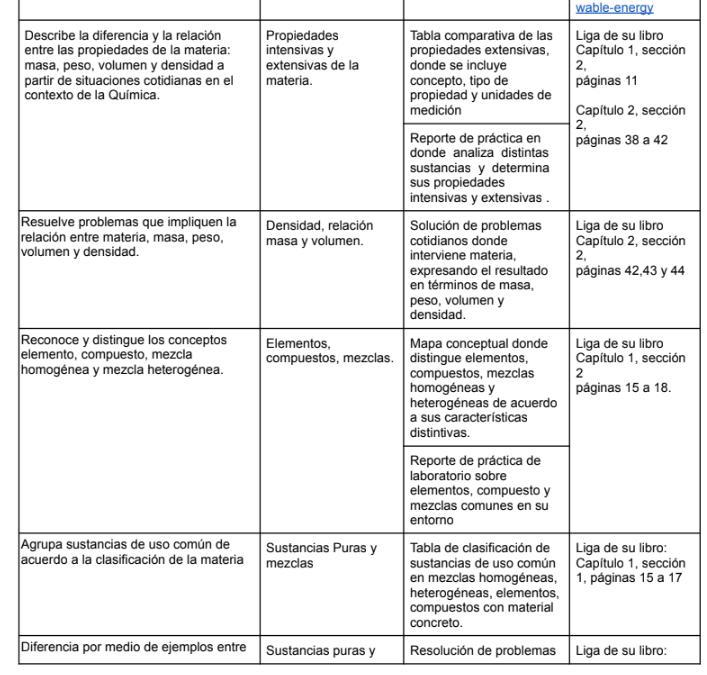 wable-energy
Describe la diferencia y la relación
entre las propiedades de la materia:
masa, peso, volumen y densidad a
partir de situaciones cotidianas en el
contexto de la Química.
Propiedades
intensivas y
extensivas de la
materia.
Tabla comparativa de las
propiedades extensivas,
donde se incluye
concepto, tipo de
propiedad y unidades de
medición
Reporte de práctica en
donde analiza distintas
sustancias y determina
sus propiedades
intensivas y extensivas .
Liga de su libro
Capítulo 1, sección
2,
páginas 11
Capítulo 2, sección
2,
páginas 38 a 42
Resuelve problemas que impliquen la
relación entre materia, masa, peso,
volumen y densidad.
Densidad, relación
masa y volumen.
Solución de problemas
cotidianos donde
interviene materia,
expresando el resultado
en términos de masa,
peso, volumen y
densidad.
Liga de su libro
Capítulo 2, sección
2,
páginas 42,43 y 44
Reconoce y distingue los conceptos
elemento, compuesto, mezcla
homogénea y mezcla heterogénea.
Elementos,
compuestos, mezclas.
Mapa conceptual donde
distingue elementos,
compuestos, mezclas
homogéneas y
heterogéneas de acuerdo
a sus características
distintivas.
Reporte de práctica de
laboratorio sobre
elementos, compuesto y
mezclas comunes en su
entorno
Liga de su libro
Capítulo 1, sección
2
páginas 15 a 18.
Agrupa sustancias de uso común de
acuerdo a la clasificación de la materia
Sustancias Puras y
mezclas
Tabla de clasificación de
sustancias de uso común
en mezclas homogéneas,
heterogéneas, elementos,
compuestos con material
concreto.
Liga de su libro:
Capítulo 1, sección
1, páginas 15 a 17
Diferencia por medio de ejemplos entre
Sustancias puras y
Resolución de problemas
Liga de su libro: